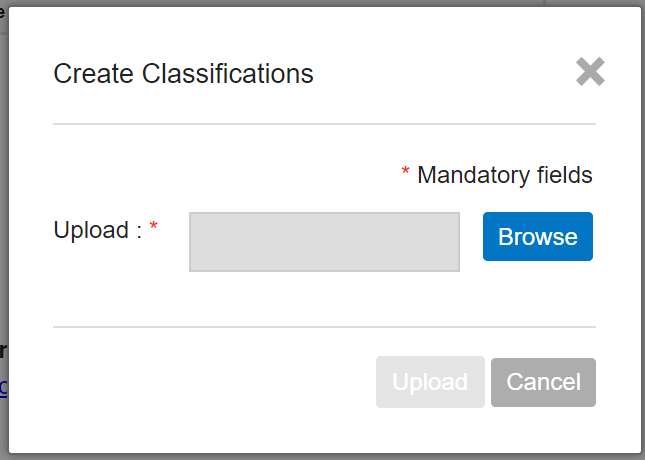 Create Classifications
* Mandatory fields
Upload : *
Browse
Upload
Cancel